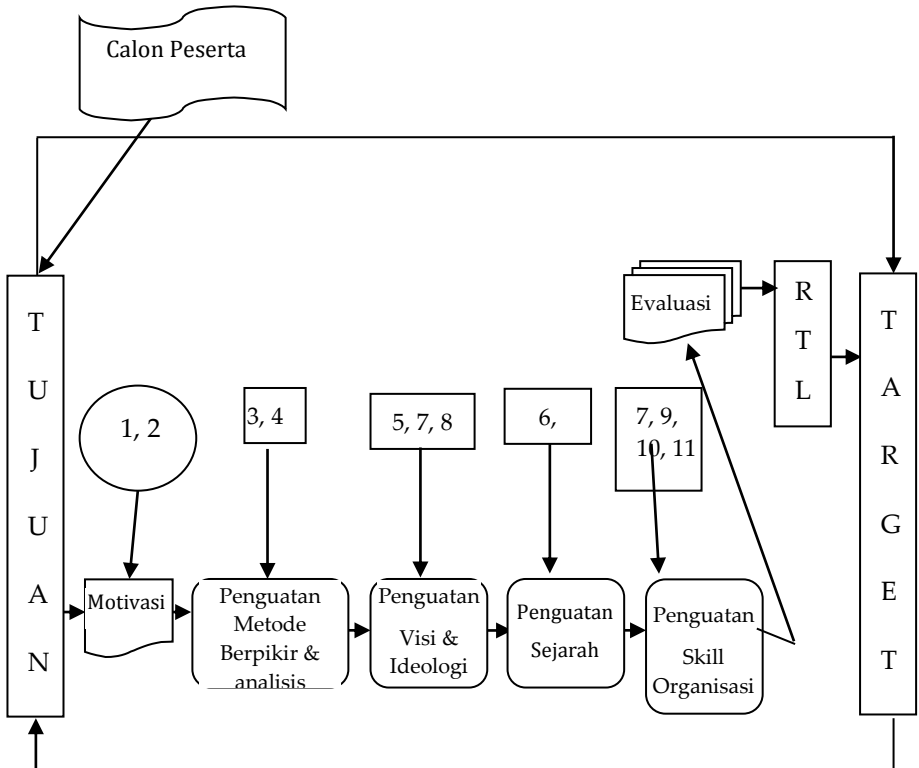 Calon Peserta
T
U
J
U
A
N
1, 2
3, 4
5, 7, 8
6,
7, 9,
10, 11
Motivasi
Penguatan
Metode
Berpikir &
analisis
Penguatan
Visi &
Ideologi
Penguatan
Sejarah
Penguatan
Skill
Organisasi
Evaluasi
R
T
L
T
A
R
G
E
T